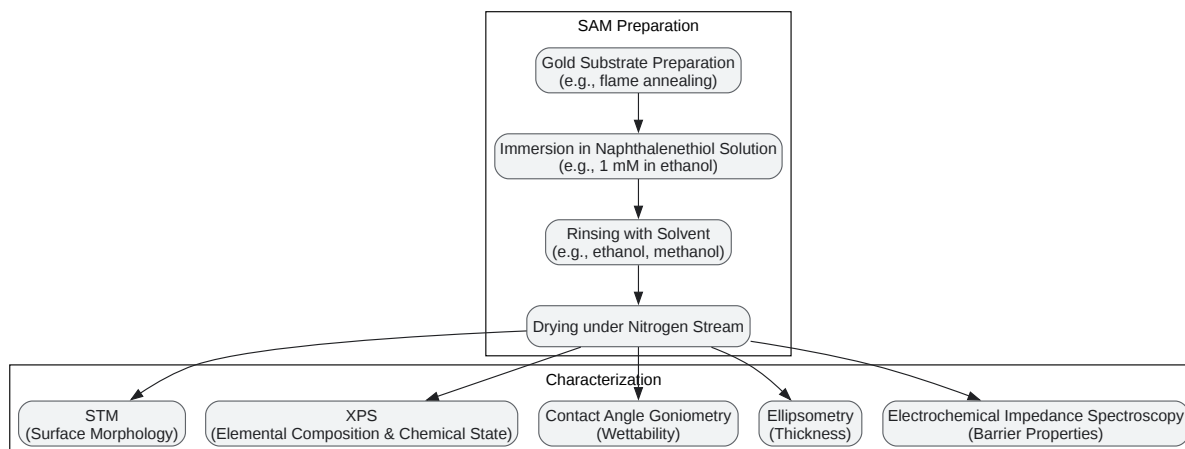 SAM Preparation
Gold Substrate Preparation
(e.g., flame annealing)
Immersion in Naphthalenethiol Solution
(e.g., 1 mM in ethanol)
Rinsing with Solvent
(e.g., ethanol, methanol)
Drying under Nitrogen Stream
Characterization
STM
(Surface Morphology)
XPS
(Elemental Composition & Chemical State)
Contact Angle Goniometry
(Wettability)
Ellipsometry
(Thickness)
Electrochemical Impedance Spectroscopy
(Barrier Properties)